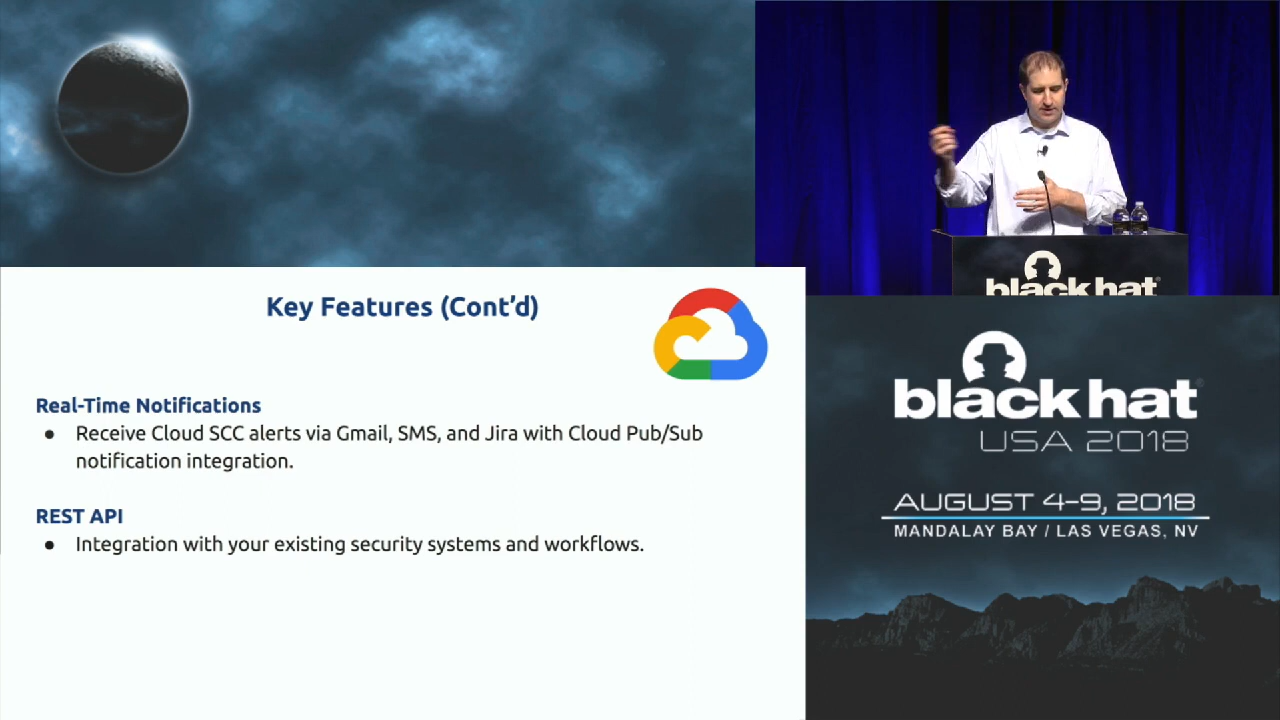 black hat
Key Features (Cont'd)
Real-Time Notifications
● Receive Cloud SCC alerts via Gmail, SMS, and Jira with Cloud Pub/Sub
notification integration.
REST API
● Integration with your existing security systems and workflows.
black hat
USA 2018
AUGUST 4-9, 2018
MANDALAY BAY / LAS VEGAS, NV